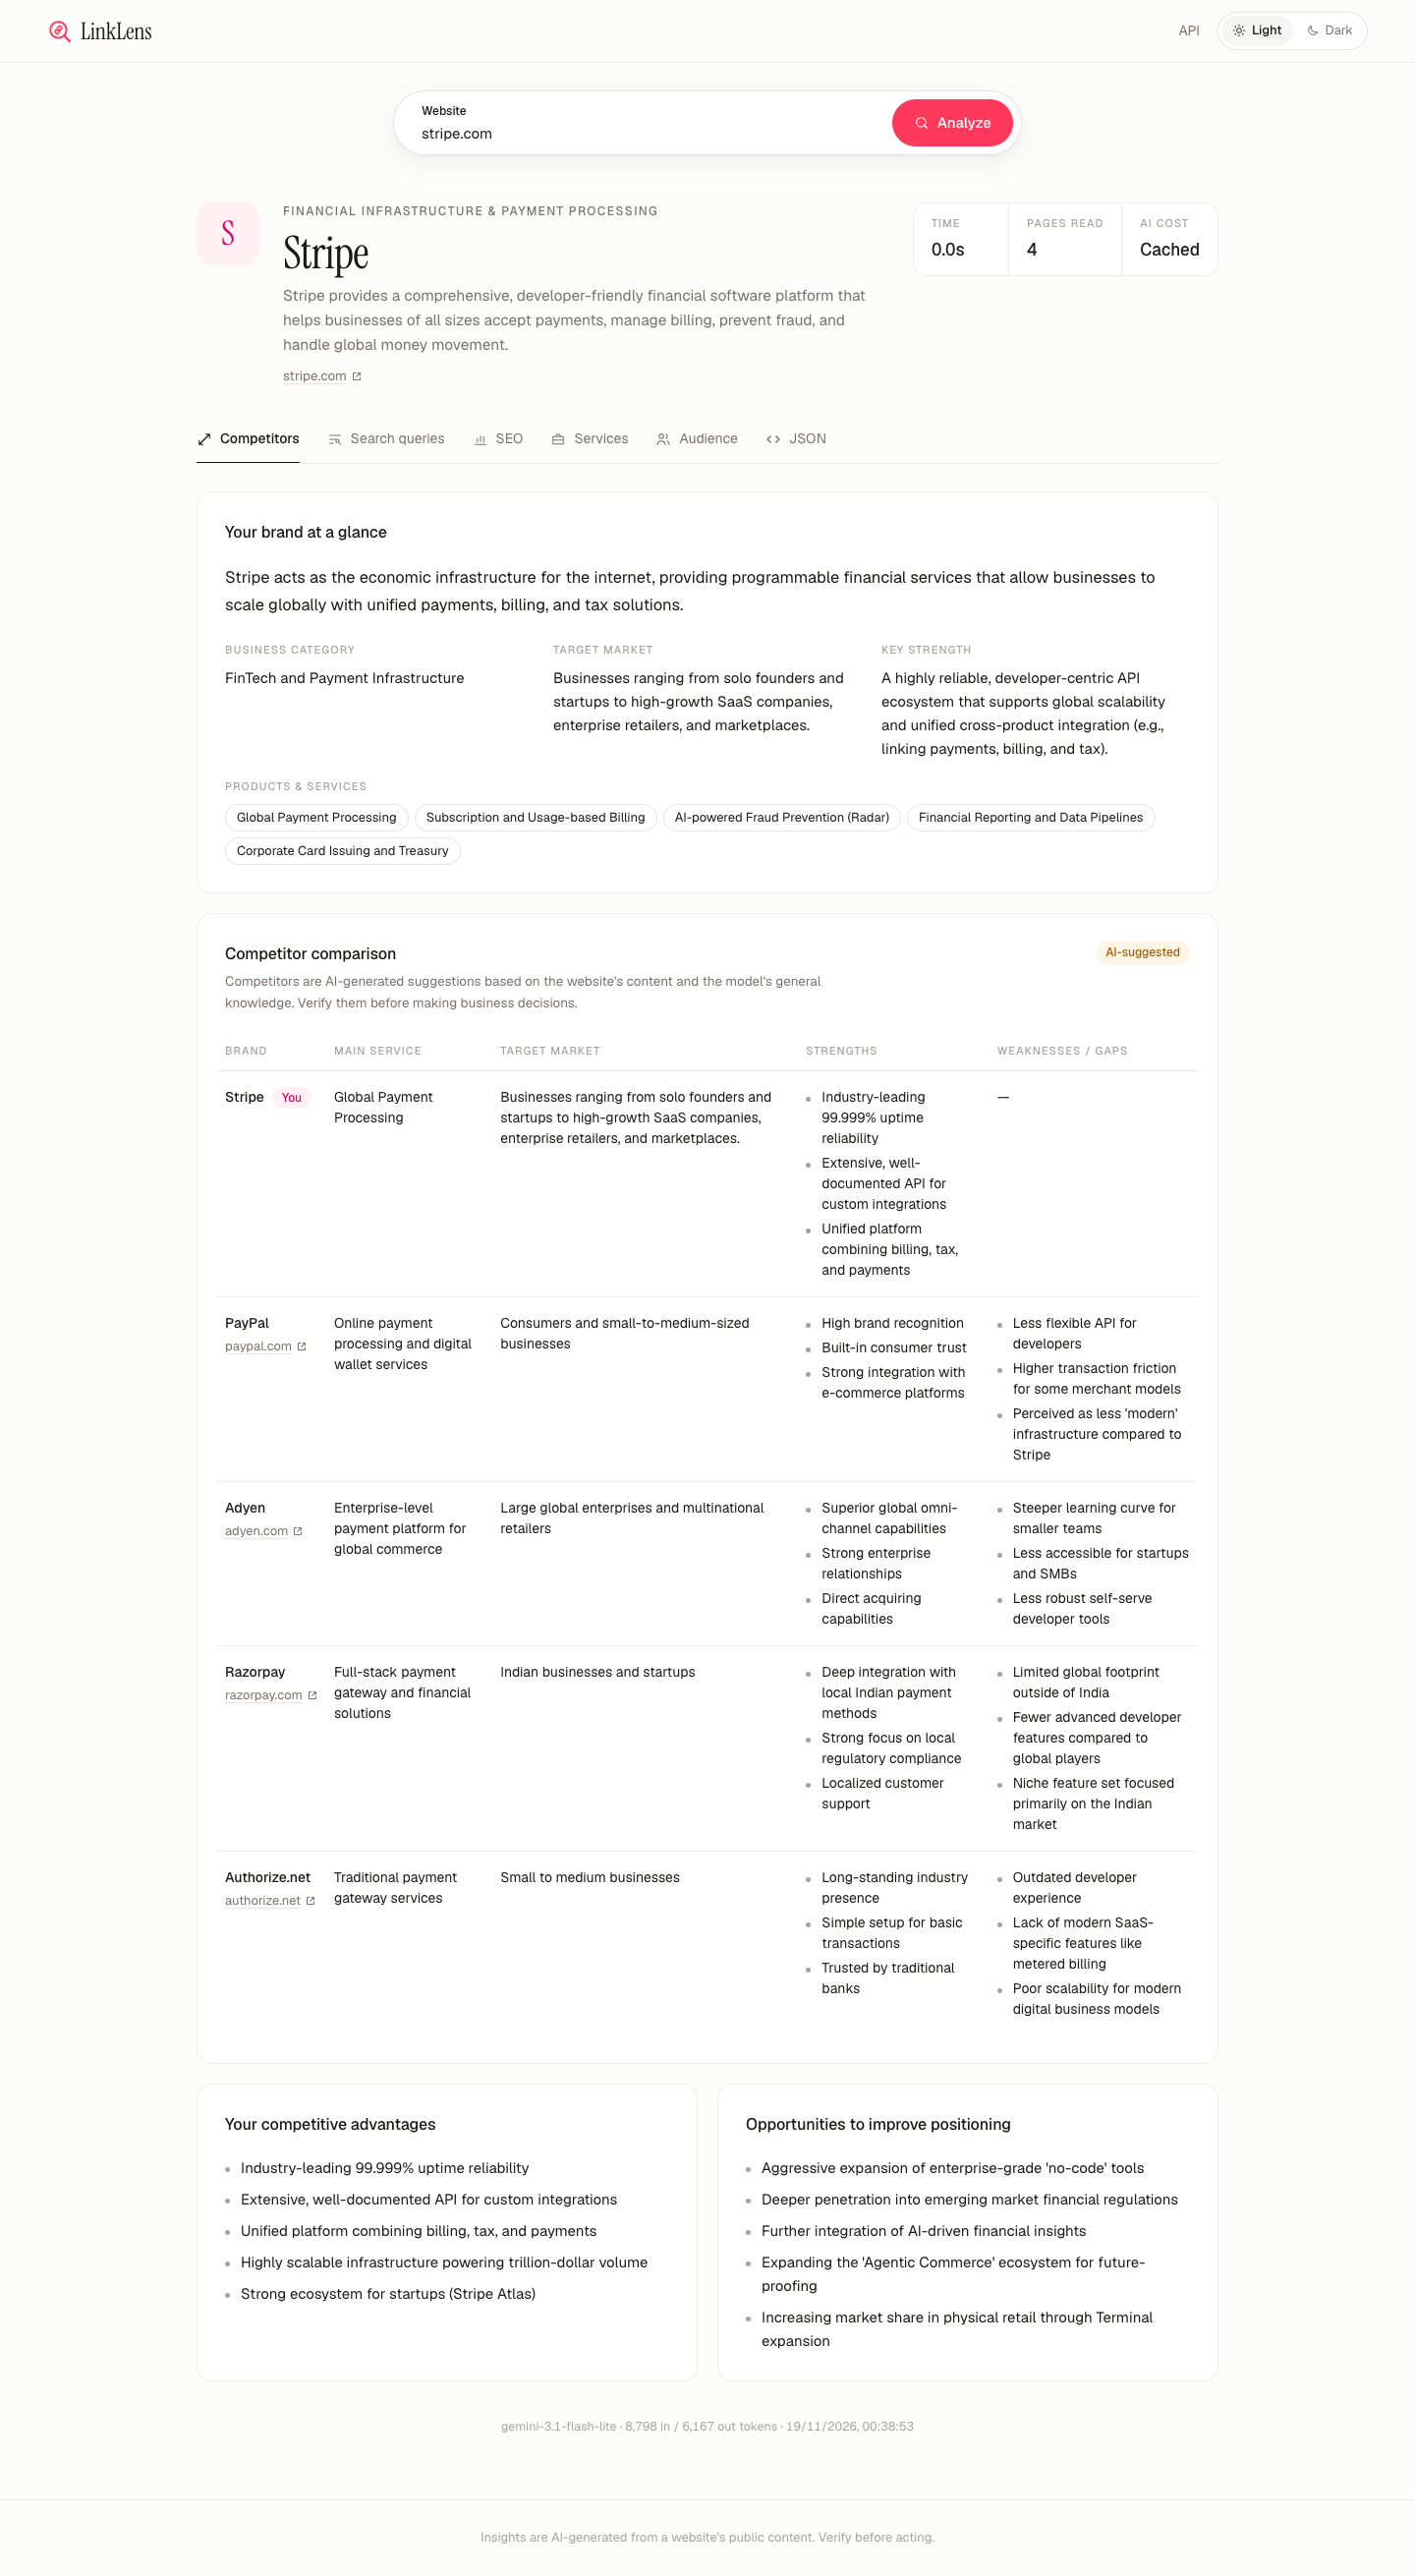 LinkLens
API
Light
Dark
Website
stripe.com
Analyze
S
FINANCIAL INFRASTRUCTURE & PAYMENT PROCESSING
Stripe
Stripe provides a comprehensive, developer-friendly financial software platform that
helps businesses of all sizes accept payments, manage billing, prevent fraud, and
handle global money movement.
stripe.com
TIME
0.0s
PAGES READ
4
AI COST
Cached
Competitors
Search queries
SEO
Services
Audience
JSON
Your brand at a glance
Stripe acts as the economic infrastructure for the internet, providing programmable financial services that allow businesses to
scale globally with unified payments, billing, and tax solutions.
BUSINESS CATEGORY
FinTech and Payment Infrastructure
TARGET MARKET
Businesses ranging from solo founders and
startups to high-growth SaaS companies,
enterprise retailers, and marketplaces.
KEY STRENGTH
A highly reliable, developer-centric API
ecosystem that supports global scalability
and unified cross-product integration (e.g.,
linking payments, billing, and tax).
PRODUCTS & SERVICES
Global Payment Processing
Subscription and Usage-based Billing
AI-powered Fraud Prevention (Radar)
Financial Reporting and Data Pipelines
Corporate Card Issuing and Treasury
Competitor comparison
AI-suggested
Competitors are AI-generated suggestions based on the website's content and the model's general
knowledge. Verify them before making business decisions.
BRAND
MAIN SERVICE
TARGET MARKET
STRENGTHS
WEAKNESSES / GAPS
Stripe You
Global Payment
Processing
Businesses ranging from solo founders and
startups to high-growth SaaS companies,
enterprise retailers, and marketplaces.
Industry-leading
99.999% uptime
reliability
Extensive, well-
documented API for
custom integrations
Unified platform
combining billing, tax,
and payments
—
PayPal
paypal.com
Online payment
processing and digital
wallet services
Consumers and small-to-medium-sized
businesses
High brand recognition
Built-in consumer trust
Strong integration with
e-commerce platforms
Less flexible API for
developers
Higher transaction friction
for some merchant models
Perceived as less 'modern'
infrastructure compared to
Stripe
Adyen
adyen.com
Enterprise-level
payment platform for
global commerce
Large global enterprises and multinational
retailers
Superior global omni-
channel capabilities
Strong enterprise
relationships
Direct acquiring
capabilities
Steeper learning curve for
smaller teams
Less accessible for startups
and SMBs
Less robust self-serve
developer tools
Razorpay
razorpay.com
Full-stack payment
gateway and financial
solutions
Indian businesses and startups
Deep integration with
local Indian payment
methods
Strong focus on local
regulatory compliance
Localized customer
support
Limited global footprint
outside of India
Fewer advanced developer
features compared to
global players
Niche feature set focused
primarily on the Indian
market
Authorize.net
authorize.net
Traditional payment
gateway services
Small to medium businesses
Long-standing industry
presence
Simple setup for basic
transactions
Trusted by traditional
banks
Outdated developer
experience
Lack of modern SaaS-
specific features like
metered billing
Poor scalability for modern
digital business models
Your competitive advantages
Industry-leading 99.999% uptime reliability
Extensive, well-documented API for custom integrations
Unified platform combining billing, tax, and payments
Highly scalable infrastructure powering trillion-dollar volume
Strong ecosystem for startups (Stripe Atlas)
Opportunities to improve positioning
Aggressive expansion of enterprise-grade 'no-code' tools
Deeper penetration into emerging market financial regulations
Further integration of AI-driven financial insights
Expanding the 'Agentic Commerce' ecosystem for future-
proofing
Increasing market share in physical retail through Terminal
expansion
gemini-3.1-flash-lite · 8,798 in / 6,167 out tokens · 19/11/2026, 00:38:53
Insights are AI-generated from a website's public content. Verify before acting.